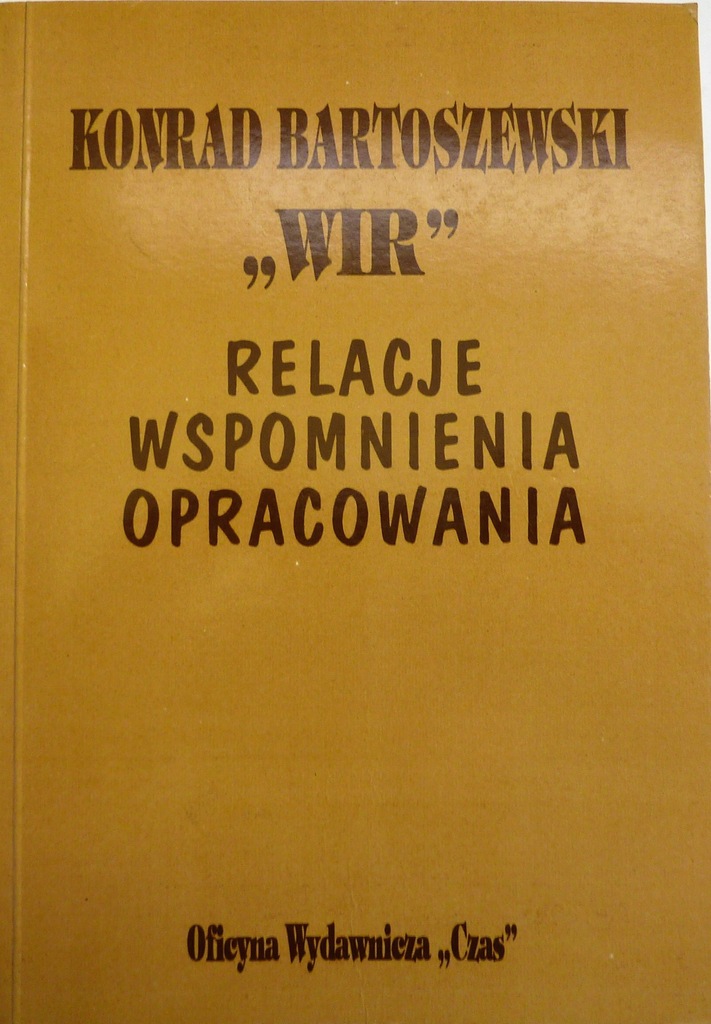 KONRAD BARTOSZEWSKI
„WIR”
RELACJE
WSPOMNIENIA
OPRACOWANIA
Oficyna Wydawnicza „Czas”